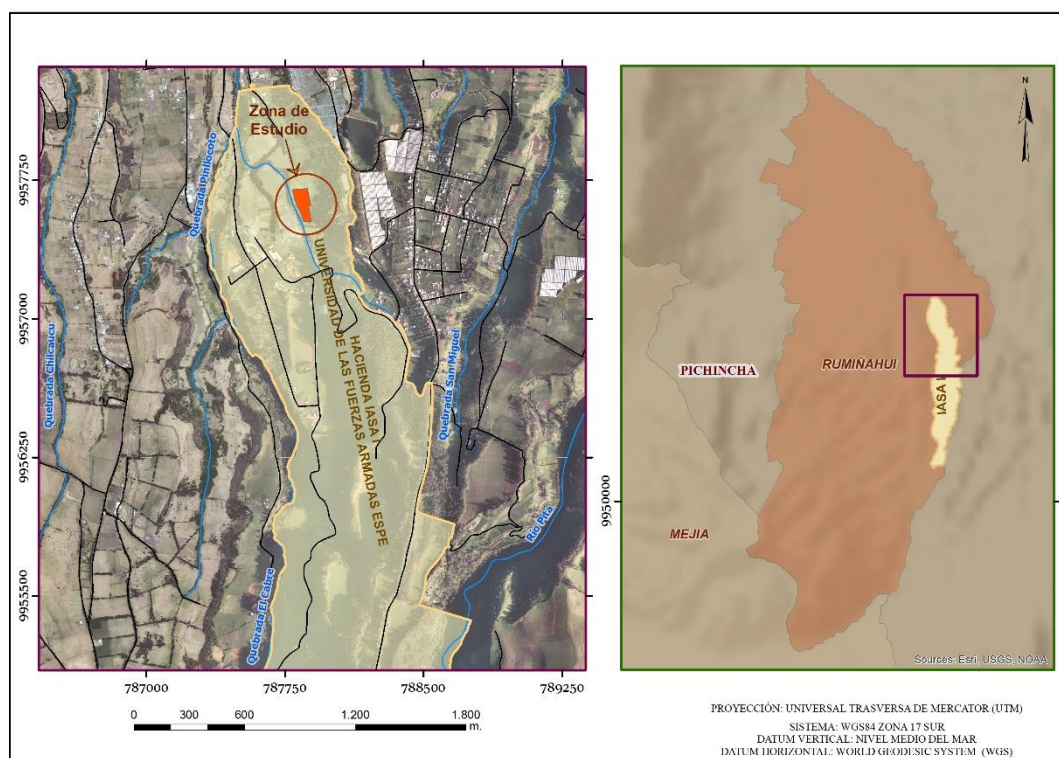 Zona de
Estudio
Quebrada Pinllocoto
Quebrada Chilcaucu
UNIVERSIDAD DE LAS FUERZAS ARMADAS ESPE
HACIENDA IASA I
Quebrada San Miguel
Quebrada El Cabre
Rio Pita
9957750
9957000
9956250
9955500
787000
787750
788500
789250
0 300 600 1.200 1.800
m.
N
PICHINCHA
RUMIÑAHUI
IASA I
MEJIA
9950000
Sources: Esri, USGS, NOAA
PROYECCIÓN: UNIVERSAL TRASVERSA DE MERCATOR (UTM)
SISTEMA: WGS84 ZONA 17 SUR
DATUM VERTICAL: NIVEL MEDIO DEL MAR
DATUM HORIZONTAL: WORLD GEODESIC SYSTEM (WGS)